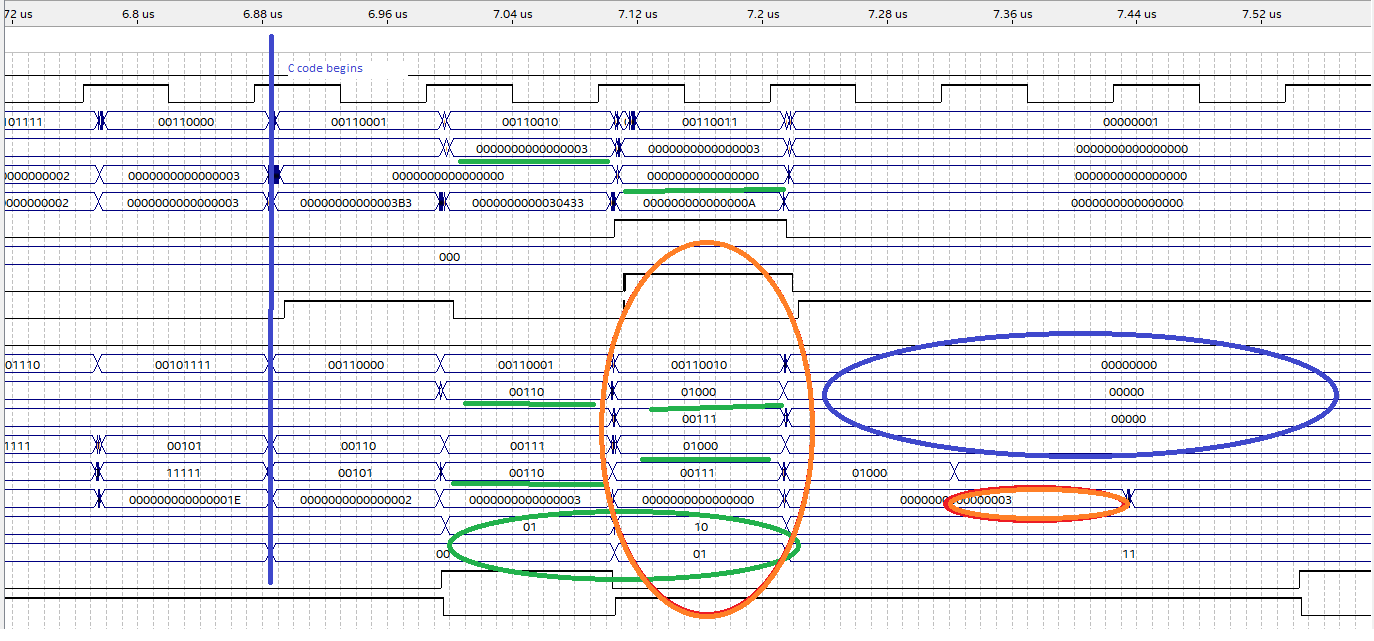 72 us 6.8 us 6.88 us 6.96 us 7.04 us 7.12 us 7.2 us 7.28 us 7.36 us 7.44 us 7.52 us
C code begins
101111 00110000 00110001 00110010 00110011 00000001
0000000000000003 0000000000000003 0000000000000000
0000000002 0000000000000003 0000000000000000 0000000000000000 0000000000000000
000000002 0000000000000003 00000000000003B3 0000000000030433 000000000000000A 0000000000000000
000
01110 00101111 00110000 00110001 00110010 00000000
00110 01000 00000
00111 00000
1111 00101 00110 00111 01000
11111 00101 00110 00111 01000
000000000000001E 0000000000000002 0000000000000003 0000000000000000 0000000000000003
01 10
00 01 11